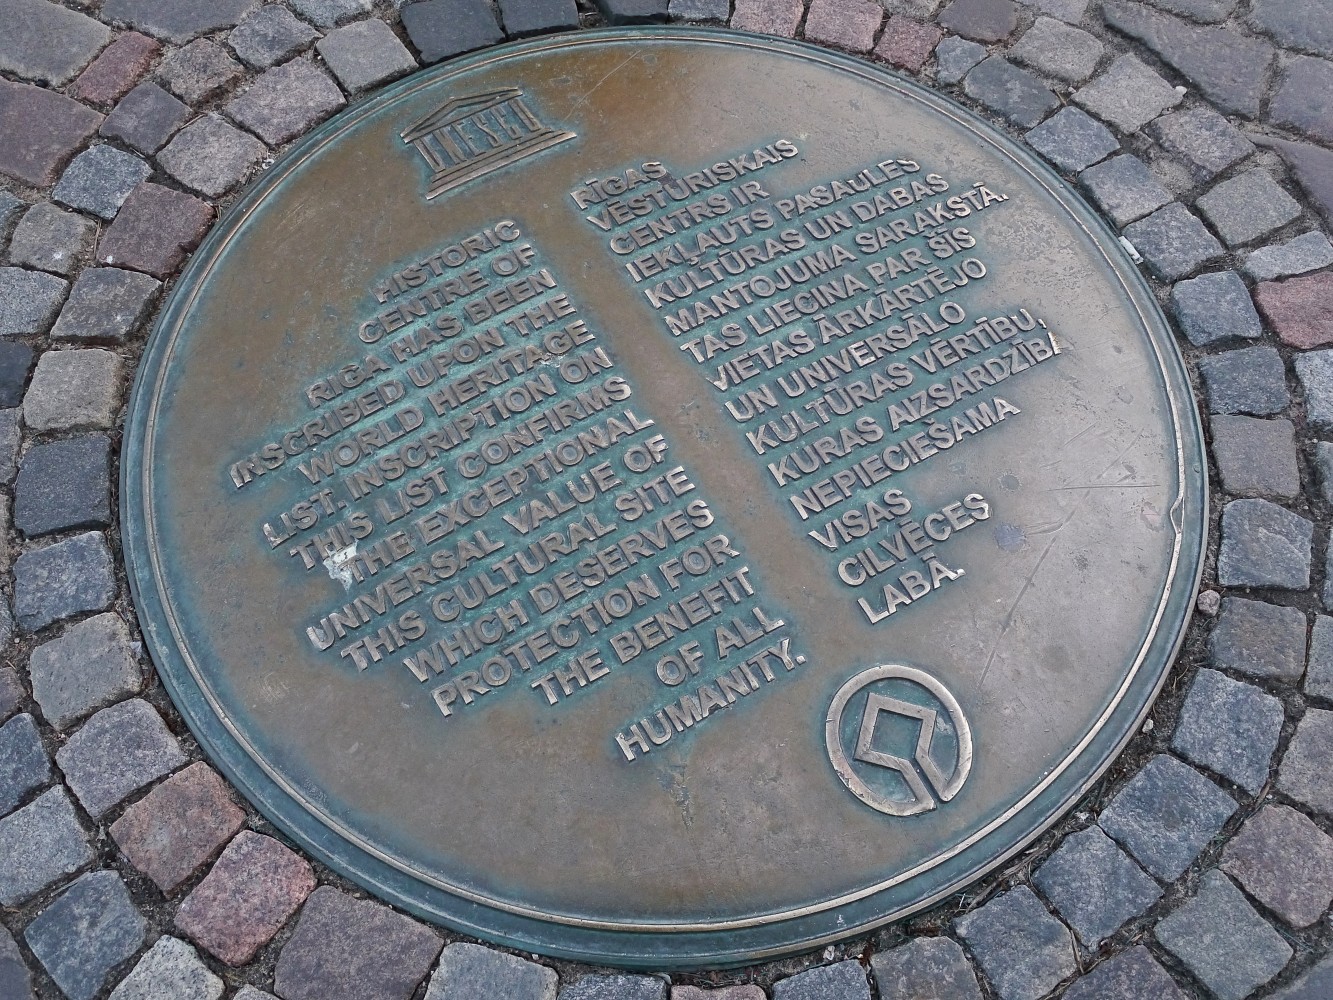 UNESCO
HISTORIC
CENTRE OF
RIGA HAS BEEN
INSCRIBED UPON THE
WORLD HERITAGE
LIST. INSCRIPTION ON
THIS LIST CONFIRMS
THE EXCEPTIONAL
UNIVERSAL VALUE OF
THIS CULTURAL SITE
WHICH DESERVES
PROTECTION FOR
THE BENEFIT
OF ALL
HUMANITY.
RĪGAS
VĒSTURISKAIS
CENTRS IR
IEKĻAUTS PASAULES
KULTŪRAS UN DABAS
MANTOJUMA SARAKSTĀ.
TAS LIECINA PAR ŠĪS
VIETAS ĀRKĀRTĒJO
UN UNIVERSĀLO
KULTŪRAS VĒRTĪBU,
KURAS AIZSARDZĪBA
NEPIECIEŠAMA
VISAS
CILVĒCES
LABĀ.